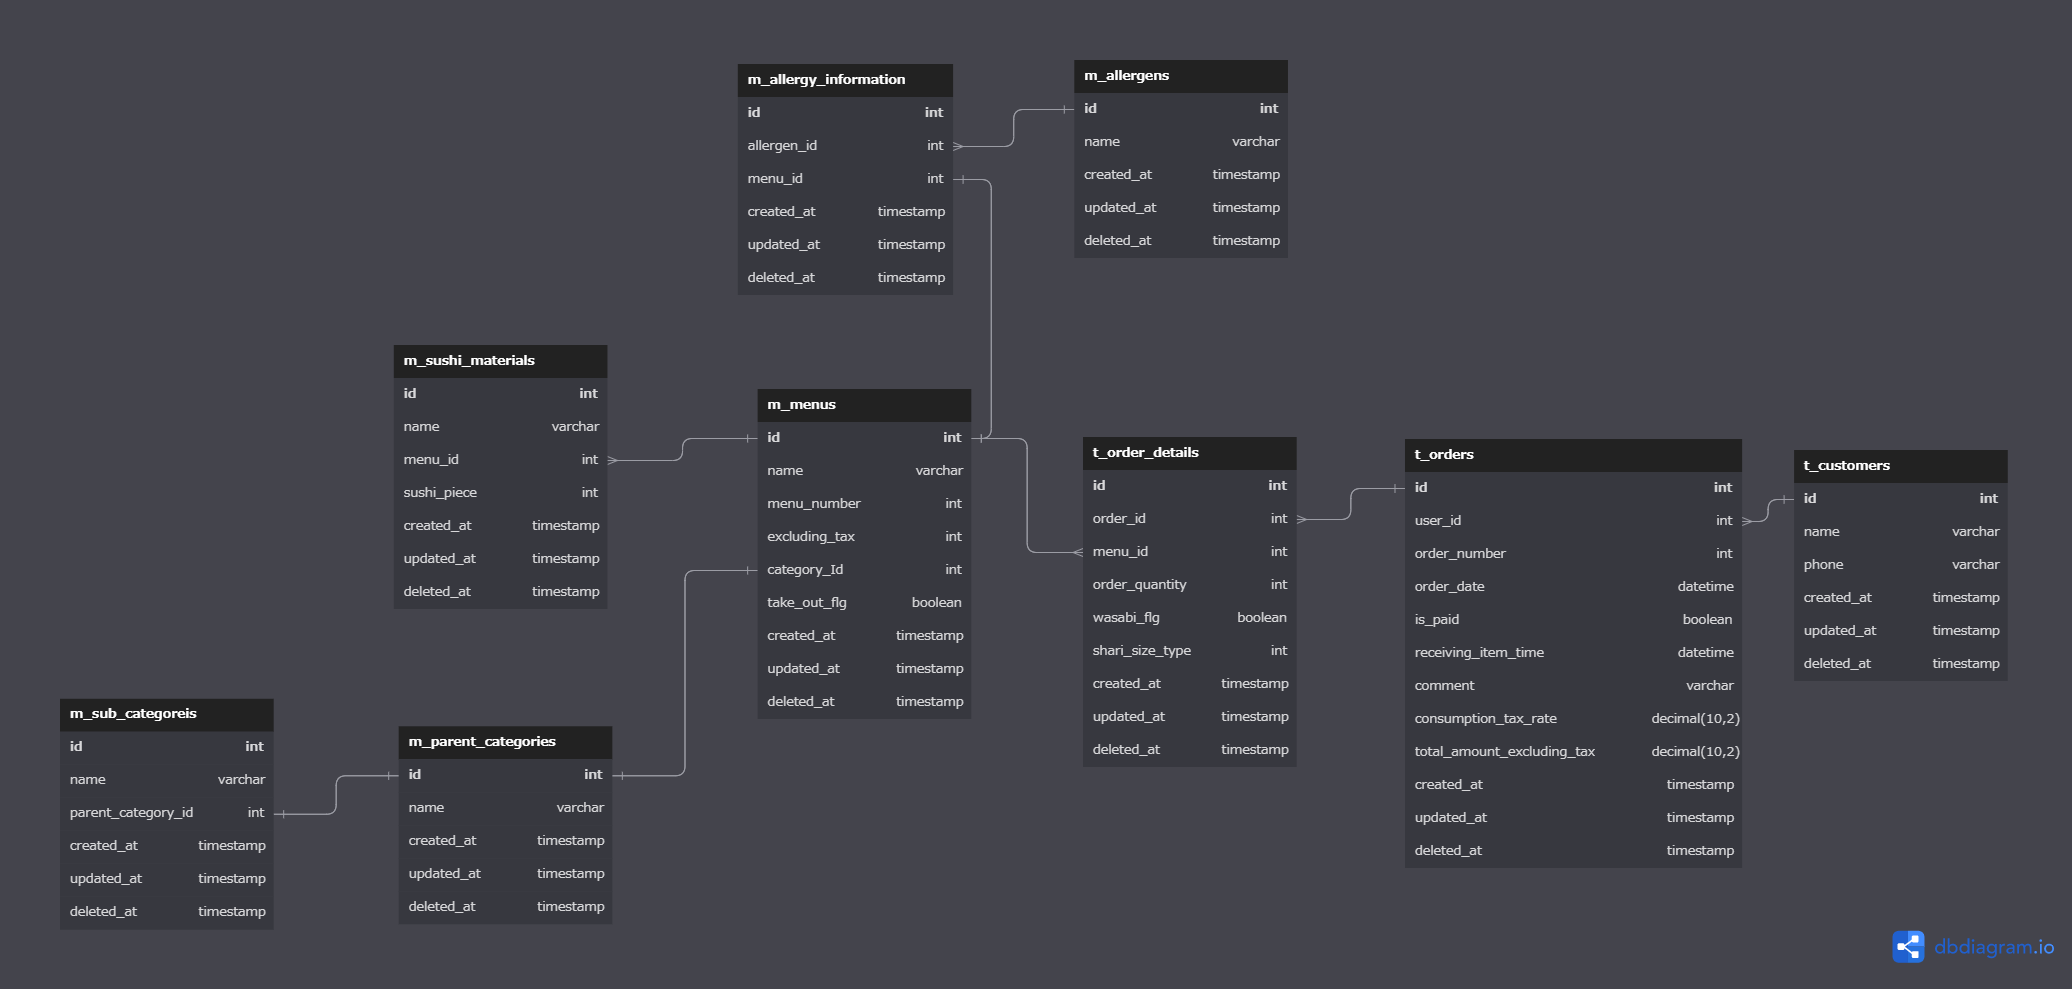 m_allergy_information
id int
allergen_id int
menu_id int
created_at timestamp
updated_at timestamp
deleted_at timestamp
m_allergens
id int
name varchar
created_at timestamp
updated_at timestamp
deleted_at timestamp
m_sushi_materials
id int
name varchar
menu_id int
sushi_piece int
created_at timestamp
updated_at timestamp
deleted_at timestamp
m_menus
id int
name varchar
menu_number int
excluding_tax int
category_Id int
take_out_flg boolean
created_at timestamp
updated_at timestamp
deleted_at timestamp
t_order_details
id int
order_id int
menu_id int
order_quantity int
wasabi_flg boolean
shari_size_type int
created_at timestamp
updated_at timestamp
deleted_at timestamp
t_orders
id int
user_id int
order_number int
order_date datetime
is_paid boolean
receiving_item_time datetime
comment varchar
consumption_tax_rate decimal(10,2)
total_amount_excluding_tax decimal(10,2)
created_at timestamp
updated_at timestamp
deleted_at timestamp
t_customers
id int
name varchar
phone varchar
created_at timestamp
updated_at timestamp
deleted_at timestamp
m_sub_categoreis
id int
name varchar
parent_category_id int
created_at timestamp
updated_at timestamp
deleted_at timestamp
m_parent_categories
id int
name varchar
created_at timestamp
updated_at timestamp
deleted_at timestamp
dbdiagram.io